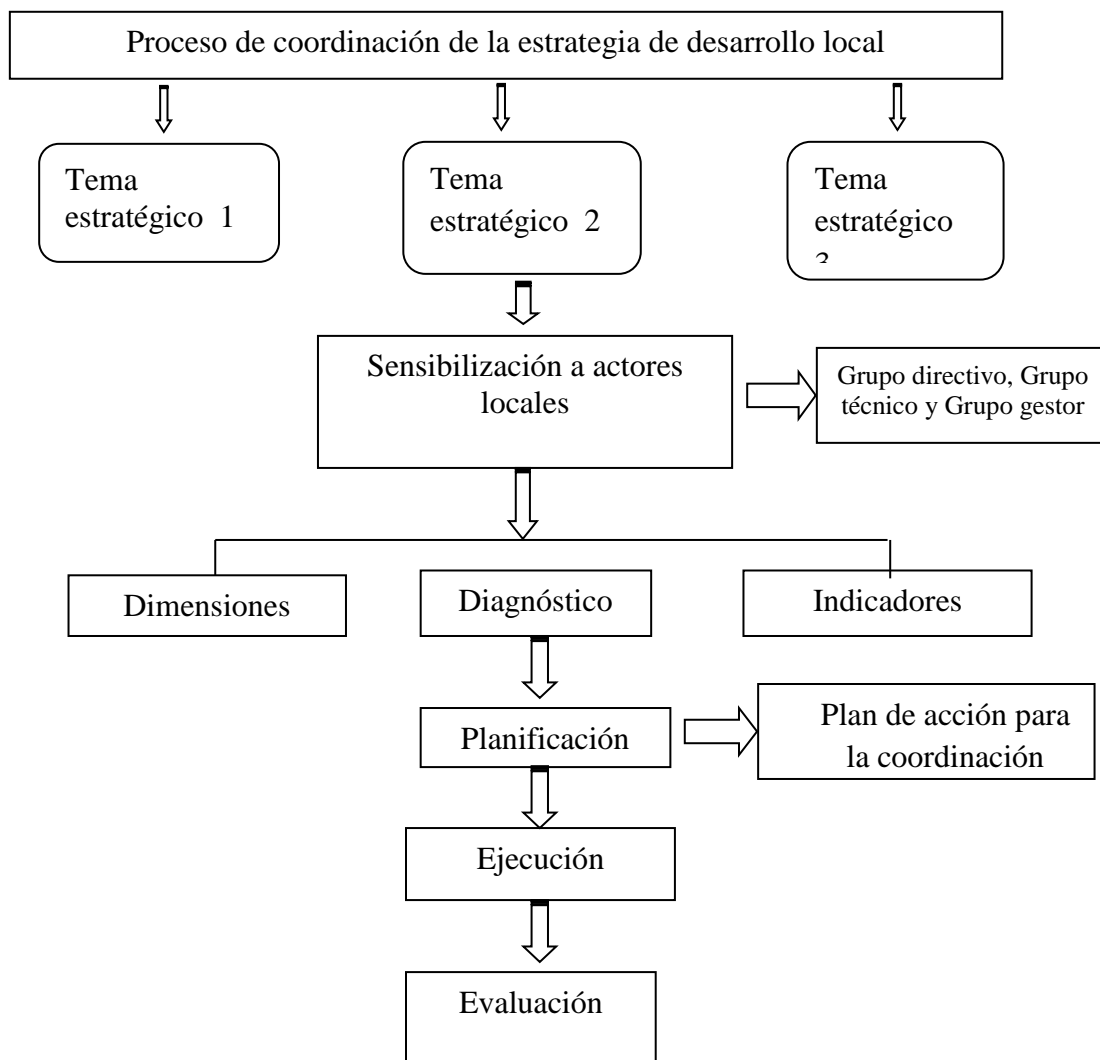 Proceso de coordinación de la estrategia de desarrollo local
Tema
estratégico 1
Tema
estratégico 2
Tema
estratégico
3
Sensibilización a actores
locales
Grupo directivo, Grupo
técnico y Grupo gestor
Dimensiones
Diagnóstico
Indicadores
Planificación
Plan de acción para
la coordinación
Ejecución
Evaluación